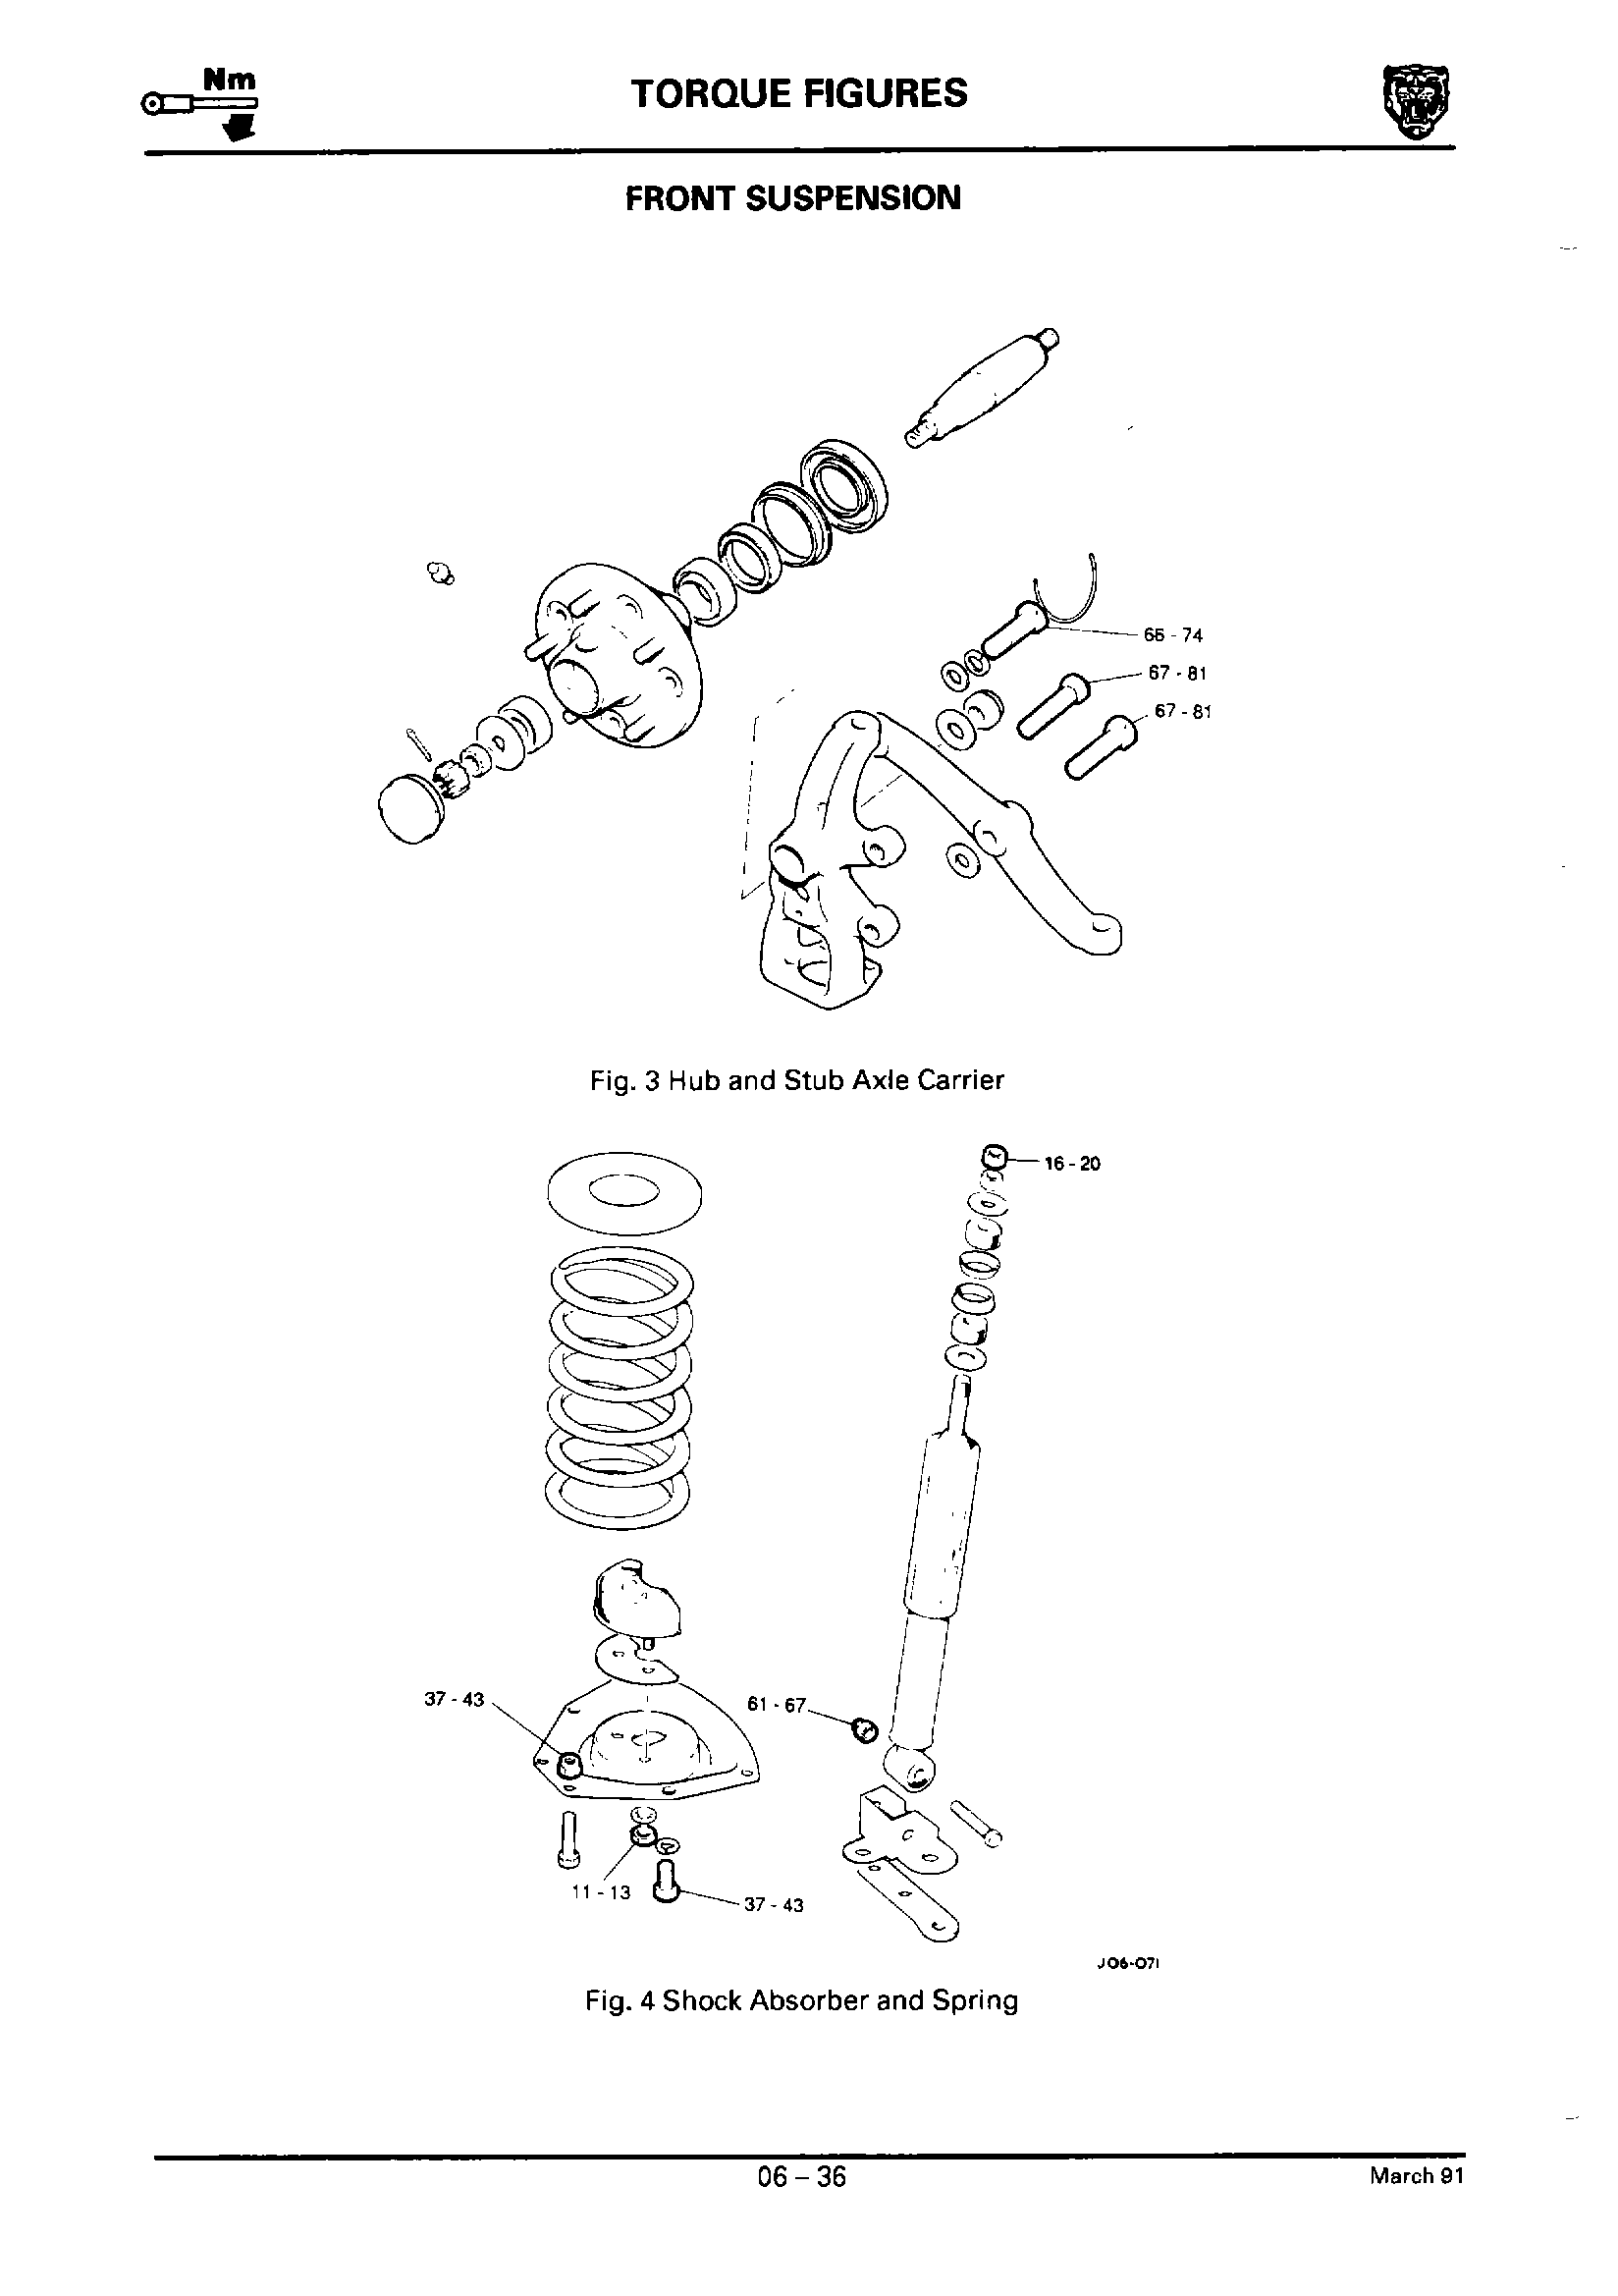 Nm
TORQUE FIGURES
FRONT SUSPENSION
66 - 74
67 - 81
67 - 81
Fig. 3 Hub and Stub Axle Carrier
16 - 20
37 - 43
61 - 67
11 - 13
37 - 43
J06-071
Fig. 4 Shock Absorber and Spring
06 – 36
March 91